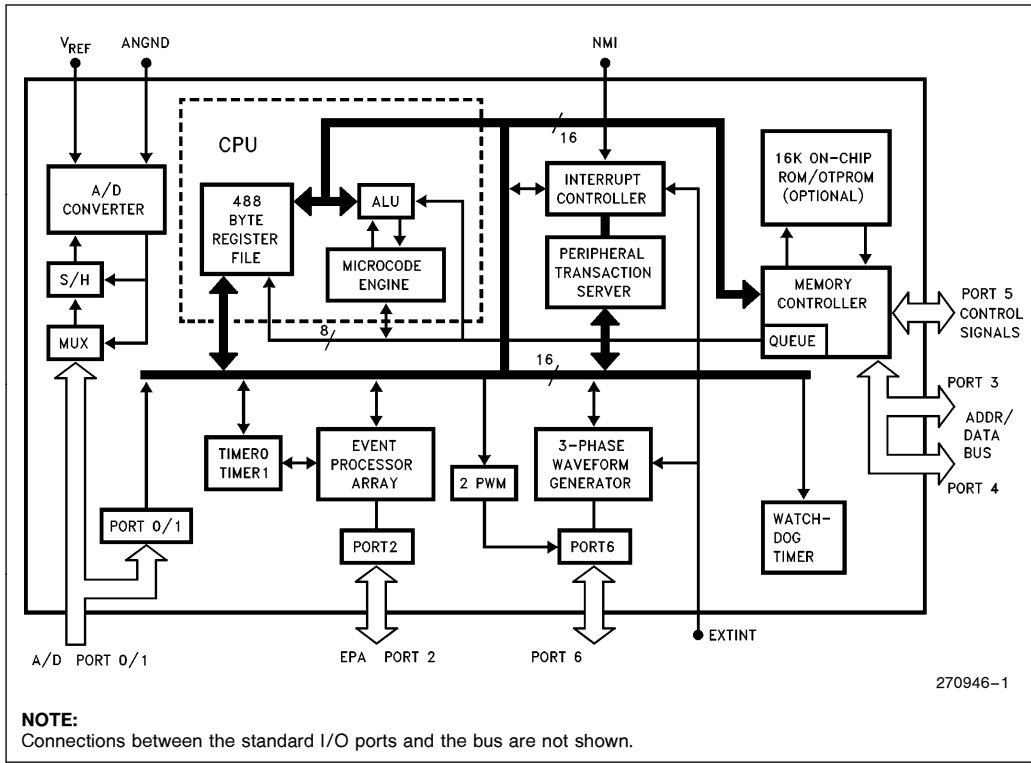 VREF
ANGND
NMI
CPU
16
A/D
CONVERTER
488
BYTE
REGISTER
FILE
ALU
INTERRUPT
CONTROLLER
16K ON-CHIP
ROM/OTPROM
(OPTIONAL)
S/H
MICROCODE
ENGINE
PERIPHERAL
TRANSACTION
SERVER
MEMORY
CONTROLLER
PORT 5
CONTROL
SIGNALS
MUX
8
QUEUE
16
PORT 3
ADDR/
DATA
BUS
PORT 4
TIMER0
TIMER1
EVENT
PROCESSOR
ARRAY
2 PWM
3-PHASE
WAVEFORM
GENERATOR
PORT 0/1
PORT2
PORT6
WATCH-
DOG
TIMER
EXTINT
A/D PORT 0/1
EPA PORT 2
PORT 6
270946-1
NOTE:
Connections between the standard I/O ports and the bus are not shown.